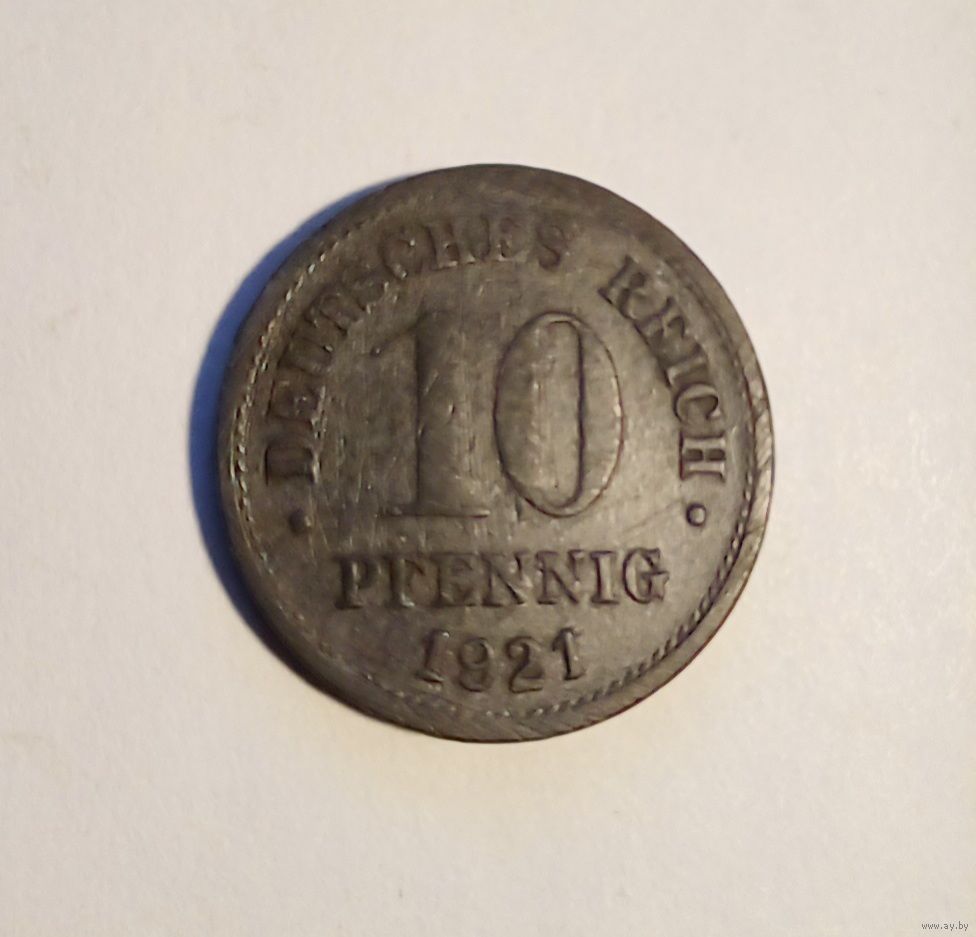 DEUTSCHES REICH
10
PFENNIG
1921
www.ay.by